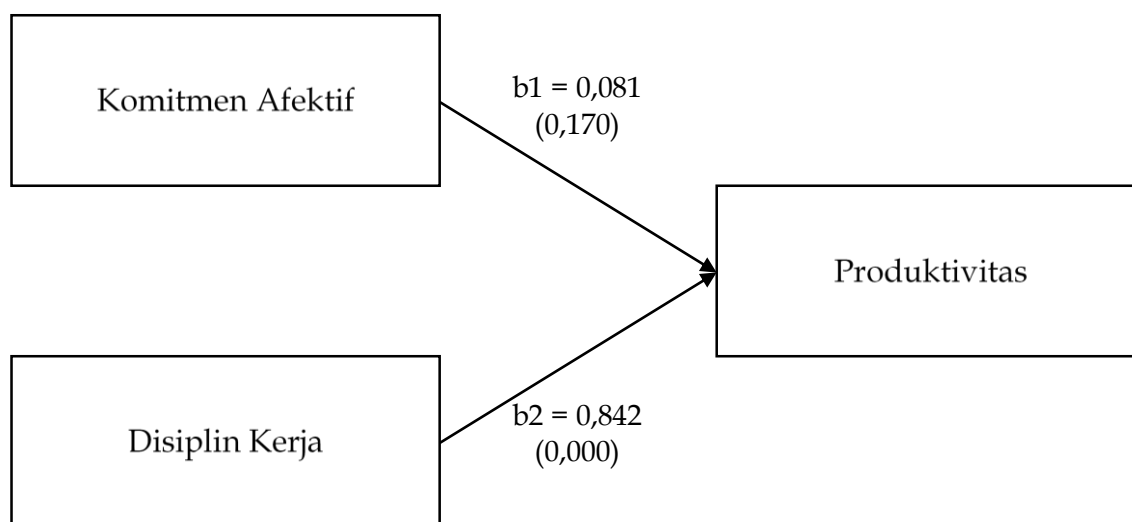 Komitmen Afektif
b1 = 0,081
(0,170)
Produktivitas
Disiplin Kerja
b2 = 0,842
(0,000)